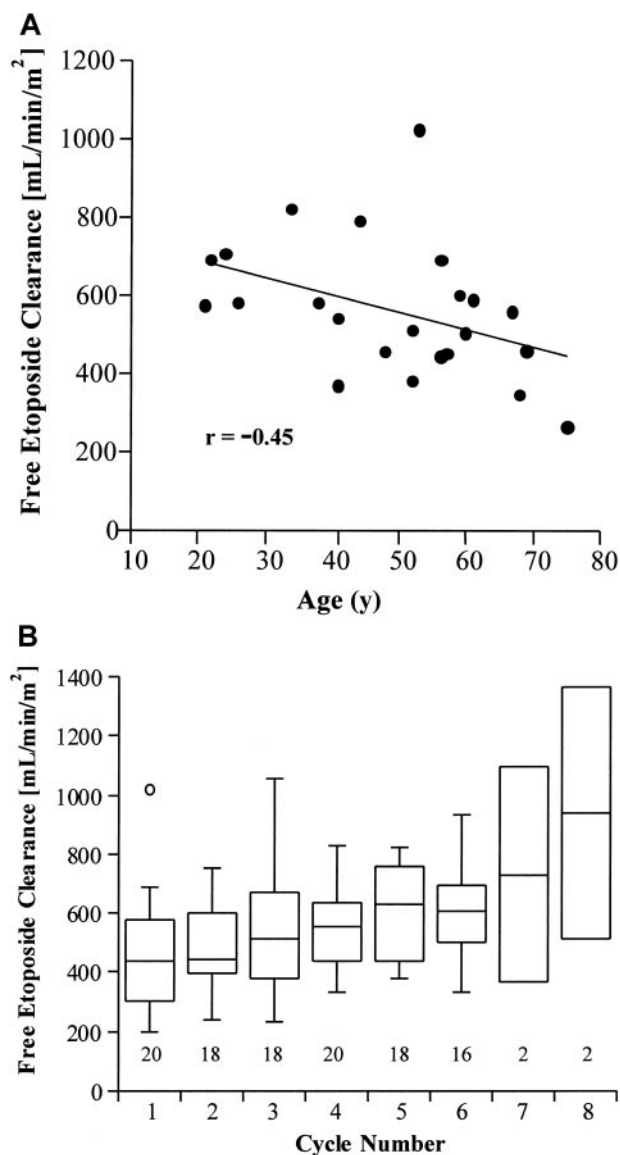 A
Free Etoposide Clearance [mL/min/m²]
1200
1000
800
600
400
200
0
r = −0.45
10 20 30 40 50 60 70 80
Age (y)
B
Free Etoposide Clearance [mL/min/m²]
1400
1200
1000
800
600
400
200
0
20 18 18 20 18 16 2 2
1 2 3 4 5 6 7 8
Cycle Number